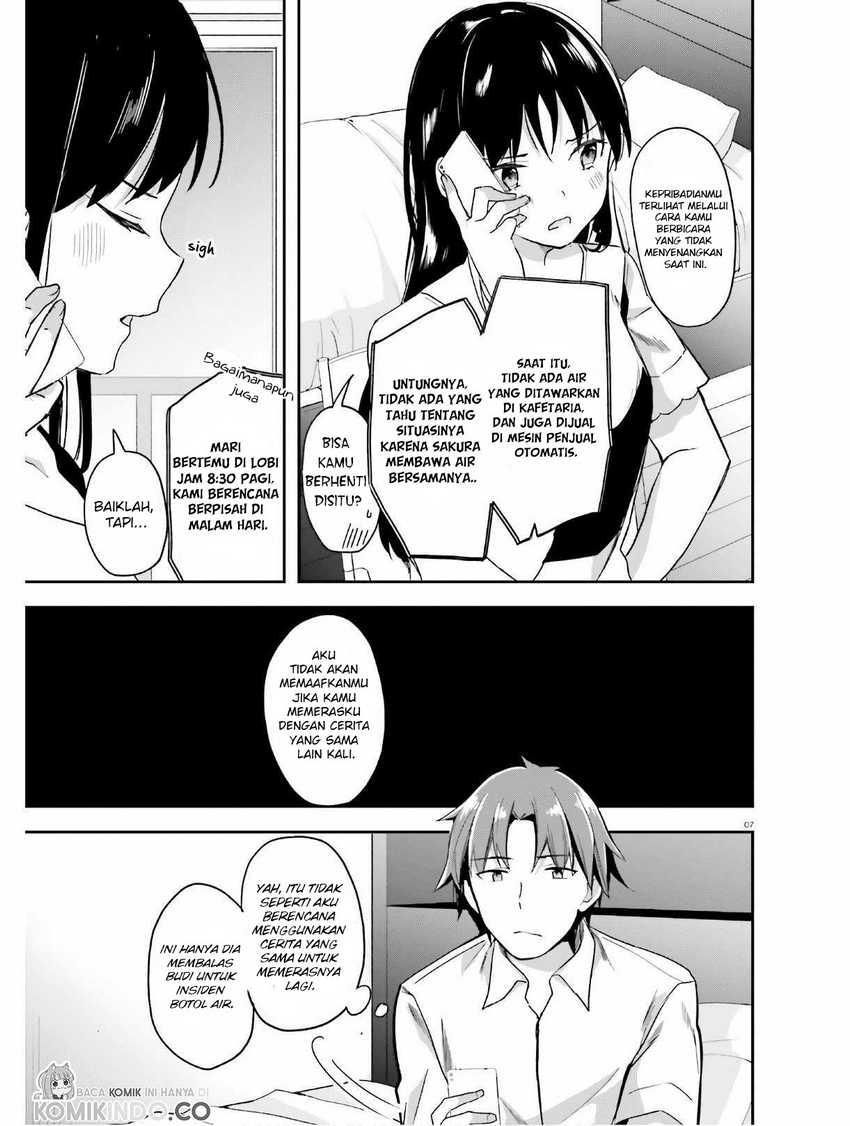 KEPRIBADIANMU
TERLIHAT MELALUI
CARA KAMU
BERBICARA
YANG TIDAK
MENYENANGKAN
SAAT INI.
SAAT ITU,
TIDAK ADA AIR
YANG DITAWARKAN
DI KAFETARIA,
DAN JUGA DIJUAL
DI MESIN PENJUAL
OTOMATIS.
UNTUNGNYA,
TIDAK ADA YANG
TAHU TENTANG
SITUASINYA
KARENA SAKURA
MEMBAWA AIR
BERSAMANYA..
BISA
KAMU
BERHENTI
DISITU?
sigh
Bagaimanapun
juga
MARI
BERTEMU DI LOBI
JAM 8:30 PAGI.
KAMI BERENCANA
BERPISAH DI
MALAM HARI.
BAIKLAH,
TAPI...
AKU
TIDAK AKAN
MEMAAFKANMU
JIKA KAMU
MEMERASKU
DENGAN CERITA
YANG SAMA
LAIN KALI.
07
YAH, ITU TIDAK
SEPERTI AKU
BERENCANA
MENGGUNAKAN
CERITA YANG
SAMA UNTUK
MEMERASNYA
LAGI.
INI HANYA DIA
MEMBALAS
BUDI UNTUK
INSIDEN
BOTOL AIR.
BACA KOMIK INI HANYA DI
KOMIKINDO.CO